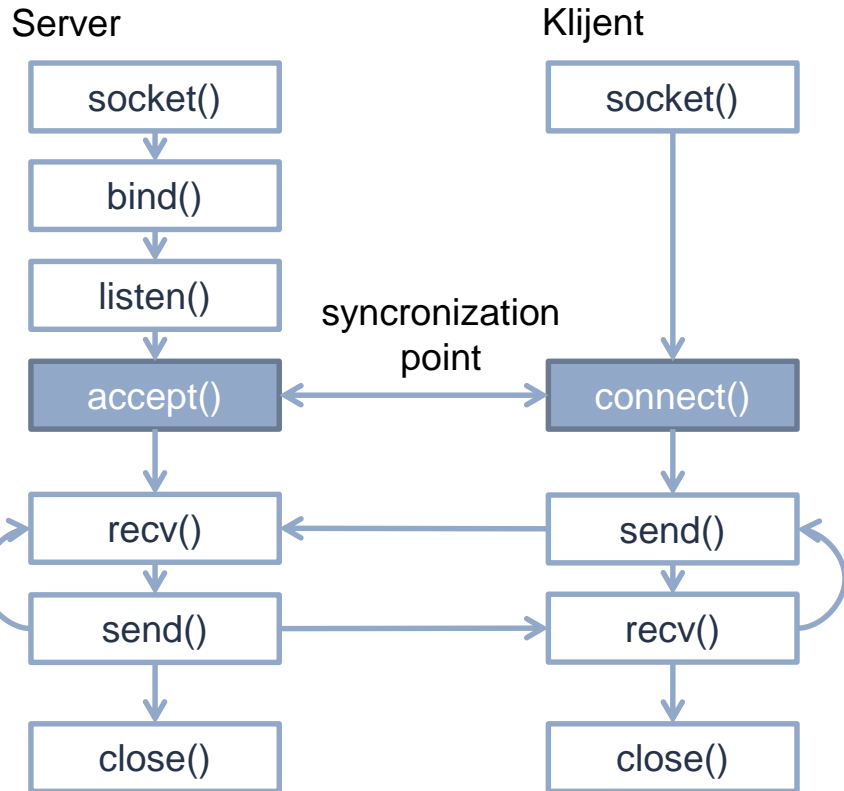 Server
Klijent
socket()
socket()
bind()
listen()
syncronization
point
accept()
connect()
recv()
send()
send()
recv()
close()
close()